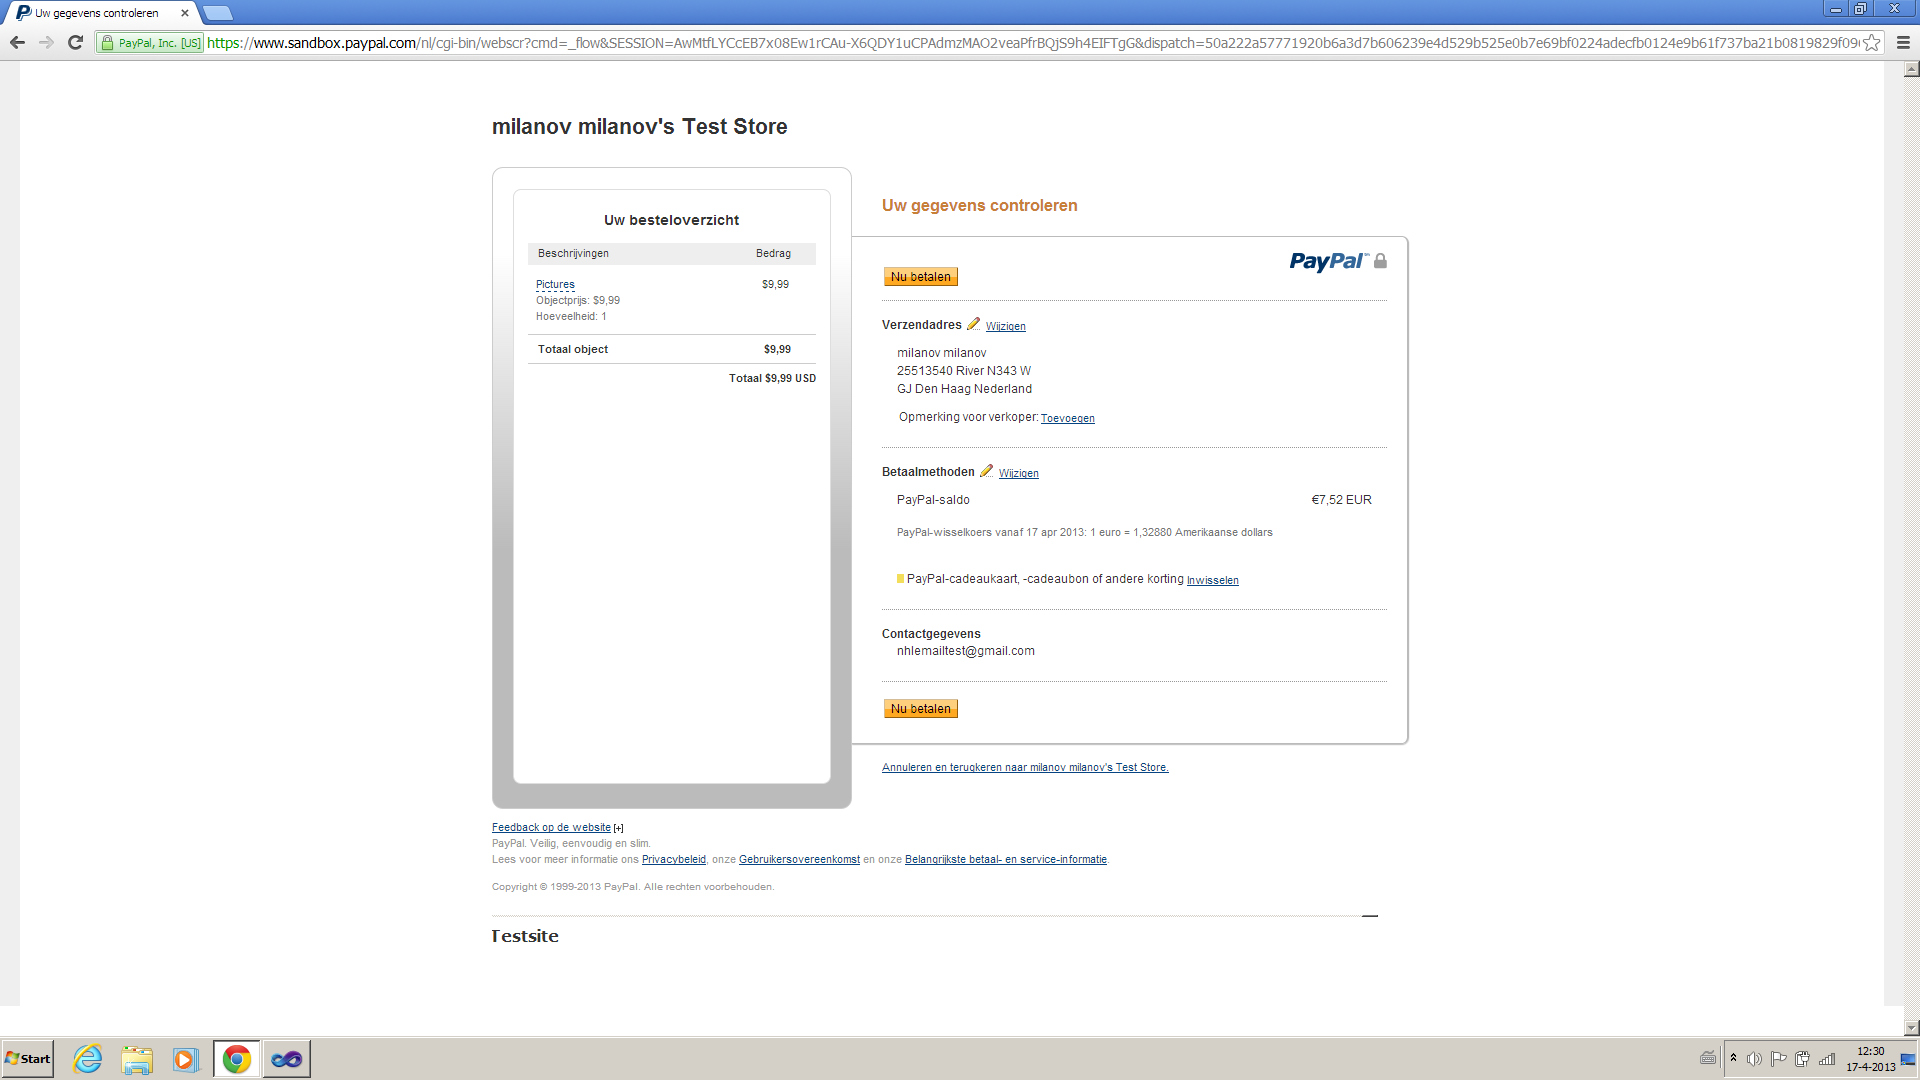 Uw gegevens controleren
PayPal, Inc. [US] https://www.sandbox.paypal.com/nl/cgi-bin/webscr?cmd=_flow&SESSION=AwMtfLYCcEB7x08Ew1rCAu-X6QDY1uCPAdmzMAO2veaPfrBQjS9h4EIFTgG&dispatch=50a222a57771920b6a3d7b606239e4d529b525e0b7e69bf0224adecfb0124e9b61f737ba21b0819829f09
milanov milanov's Test Store
Uw besteloverzicht
Beschrijvingen Bedrag
Pictures $9,99
Objectprijs: $9,99
Hoeveelheid: 1
Totaal object $9,99
Totaal $9,99 USD
Uw gegevens controleren
PayPal
Nu betalen
Verzendadres Wijzigen
milanov milanov
25513540 River N343 W
GJ Den Haag Nederland
Opmerking voor verkoper: Toevoegen
Betaalmethoden Wijzigen
PayPal-saldo €7,52 EUR
PayPal-wisselkoers vanaf 17 apr 2013: 1 euro = 1,32880 Amerikaanse dollars
PayPal-cadeaukaart, -cadeaubon of andere korting Inwisselen
Contactgegevens
nhlemailtest@gmail.com
Nu betalen
Annuleren en terugkeren naar milanov milanov's Test Store.
Feedback op de website [+]
PayPal. Veilig, eenvoudig en slim.
Lees voor meer informatie ons Privacybeleid, onze Gebruikersovereenkomst en onze Belangrijkste betaal- en service-informatie.
Copyright © 1999-2013 PayPal. Alle rechten voorbehouden.
Testsite
Start
12:30
17-4-2013